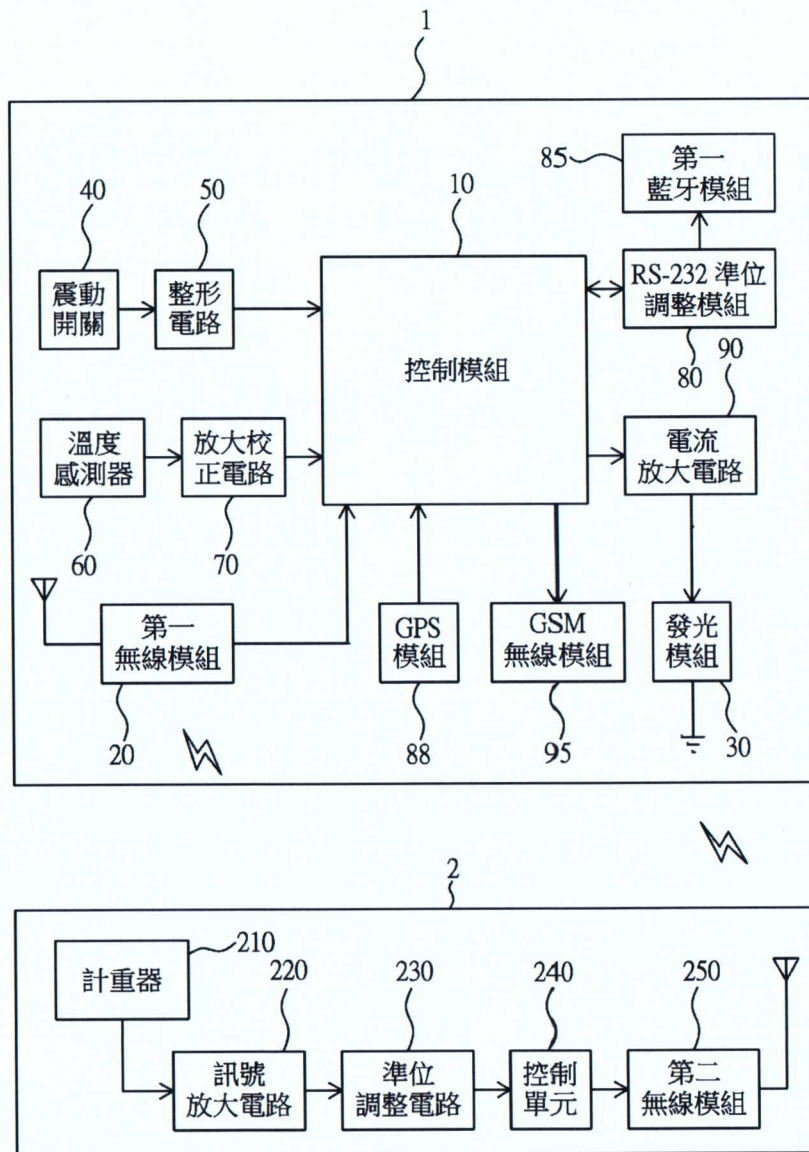 1
85
第一
藍牙模組
40
50
10
震動
開關
整形
電路
RS-232 準位
調整模組
80
90
控制模組
溫度
感測器
放大校
正電路
電流
放大電路
60
70
第一
無線模組
GPS
模組
GSM
無線模組
發光
模組
20
88
95
30
2
210
計重器
220
230
240
250
訊號
放大電路
準位
調整電路
控制
單元
第二
無線模組